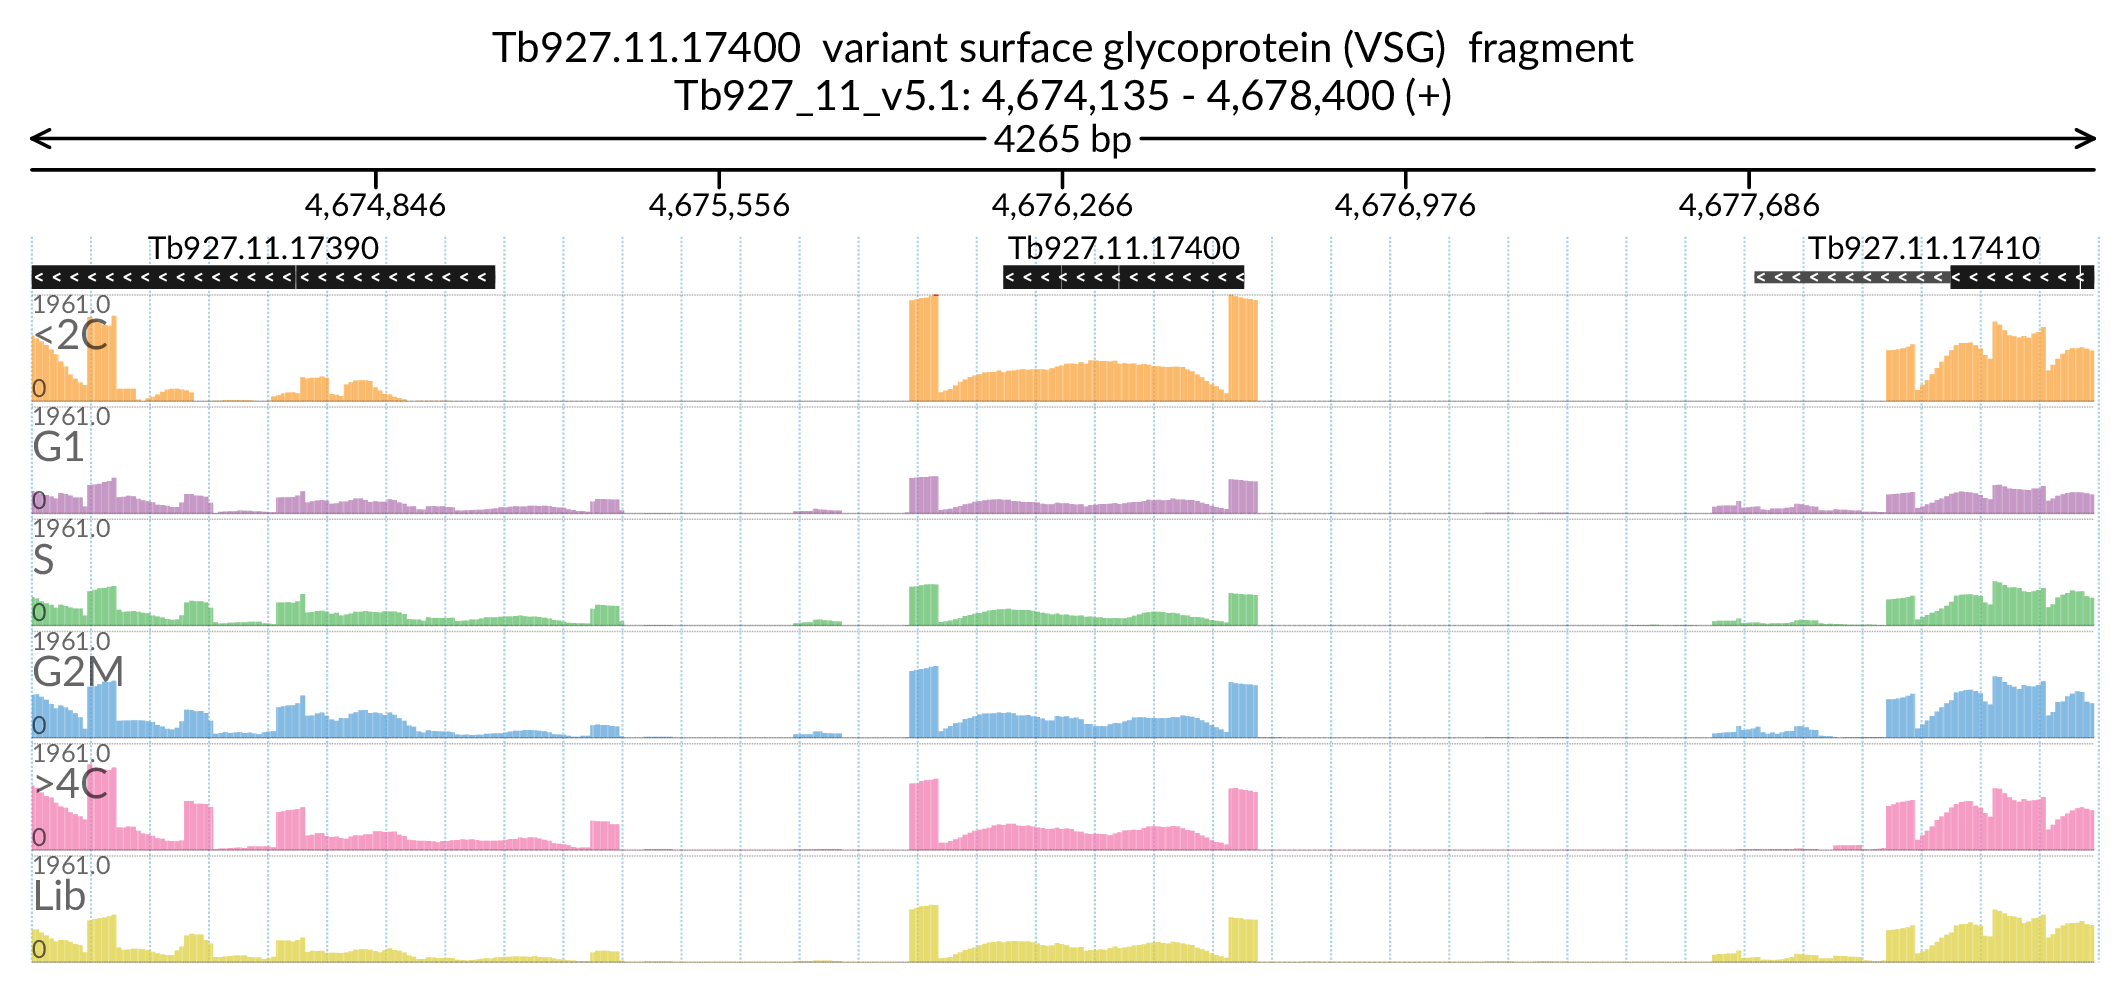 Tb927.11.17400  variant surface glycoprotein (VSG)  fragment
Tb927_11_v5.1: 4,674,135 - 4,678,400 (+)
4265 bp
4,674,846 4,675,556 4,676,266 4,676,976 4,677,686
Tb927.11.17390 Tb927.11.17400 Tb927.11.17410
1961.0
<2C
0
1961.0
G1
0
1961.0
S
0
1961.0
G2M
0
1961.0
>4C
0
1961.0
Lib
0